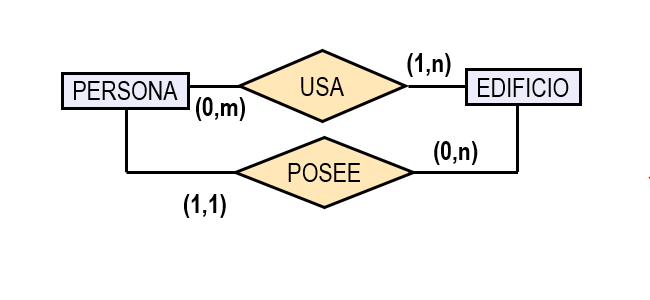 (1,n)
PERSONA
USA
EDIFICIO
(0,m)
(0,n)
POSEE
(1,1)